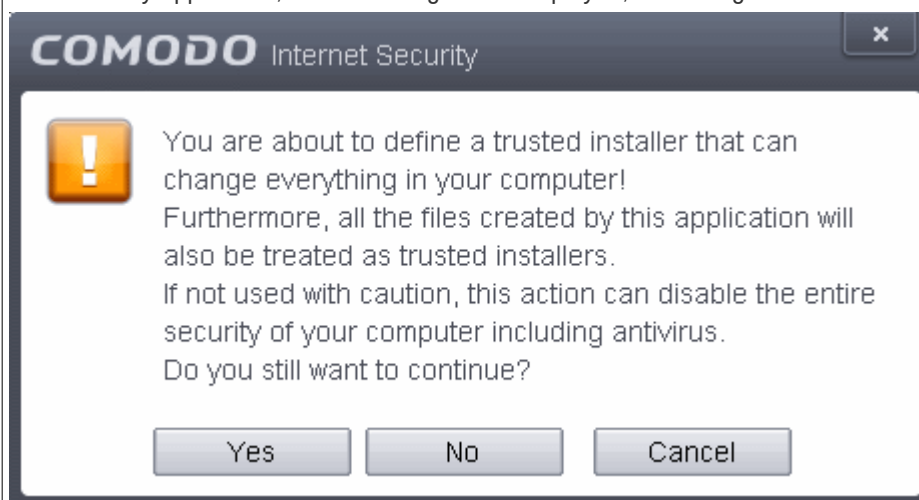 COMODO Internet Security
x
!
You are about to define a trusted installer that can
change everything in your computer!
Furthermore, all the files created by this application will
also be treated as trusted installers.
If not used with caution, this action can disable the entire
security of your computer including antivirus.
Do you still want to continue?
Yes No Cancel